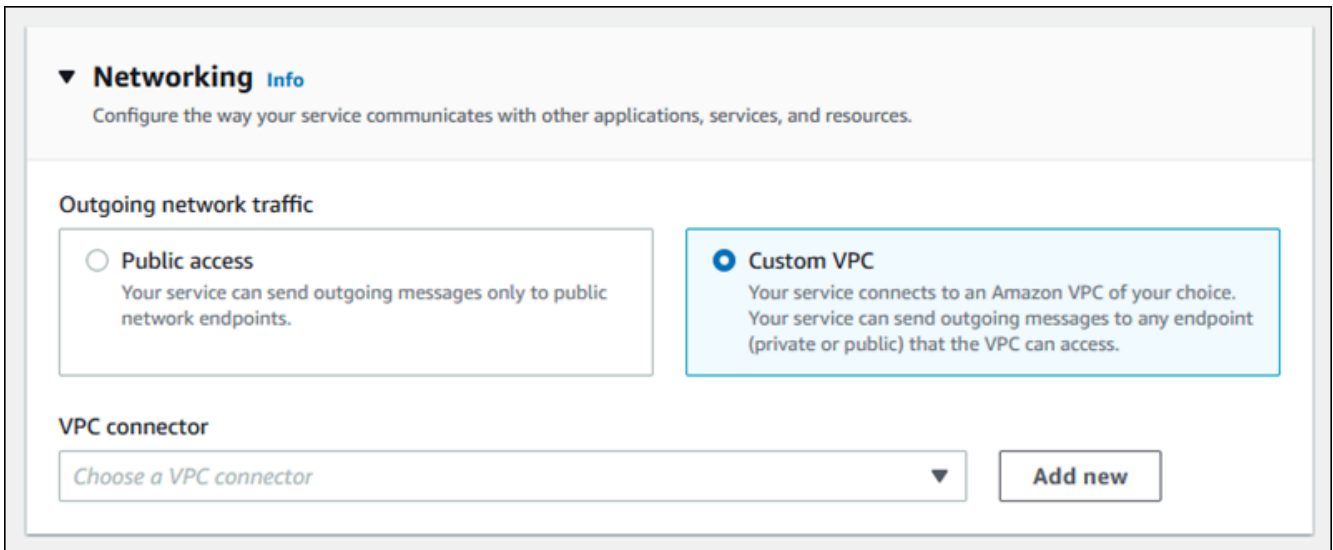 Networking Info
Configure the way your service communicates with other applications, services, and resources.
Outgoing network traffic
Public access
Your service can send outgoing messages only to public
network endpoints.
Custom VPC
Your service connects to an Amazon VPC of your choice.
Your service can send outgoing messages to any endpoint
(private or public) that the VPC can access.
VPC connector
Choose a VPC connector
Add new